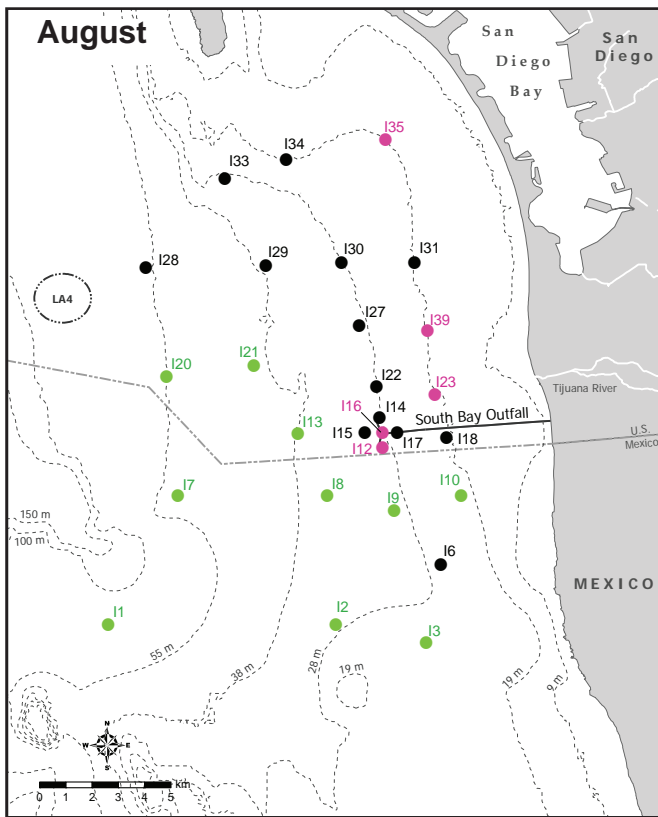 August
San
Diego
Bay
San
Diego
I35
I34
I33
I28
I29
I30
I31
LA4
I27
I39
I20
I21
I22
I23
Tijuana River
I16
I14
South Bay Outfall
I13
I15
I12
I17
I18
U.S.
Mexico
I7
I8
I9
I10
150 m
100 m
I6
MEXICO
I1
I2
I3
55 m
38 m
28 m
19 m
19 m
9 m
N
W
E
S
km
0 1 2 3 4 5